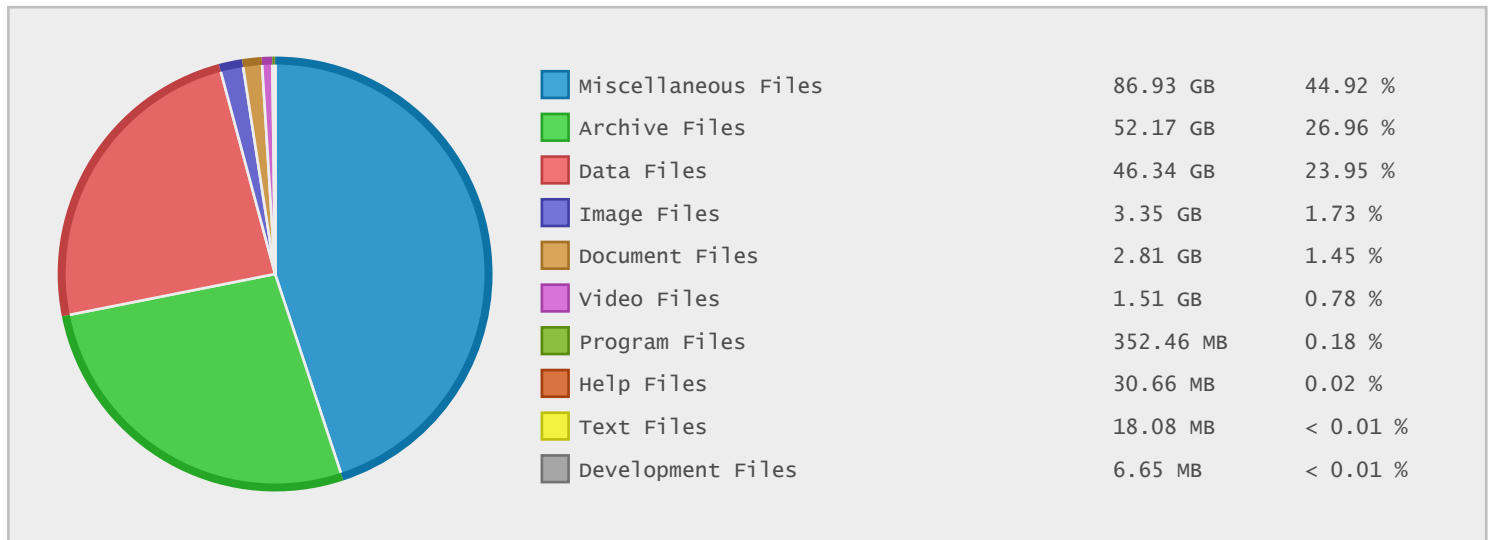 Miscellaneous Files 86.93 GB 44.92 %
Archive Files 52.17 GB 26.96 %
Data Files 46.34 GB 23.95 %
Image Files 3.35 GB 1.73 %
Document Files 2.81 GB 1.45 %
Video Files 1.51 GB 0.78 %
Program Files 352.46 MB 0.18 %
Help Files 30.66 MB 0.02 %
Text Files 18.08 MB < 0.01 %
Development Files 6.65 MB < 0.01 %